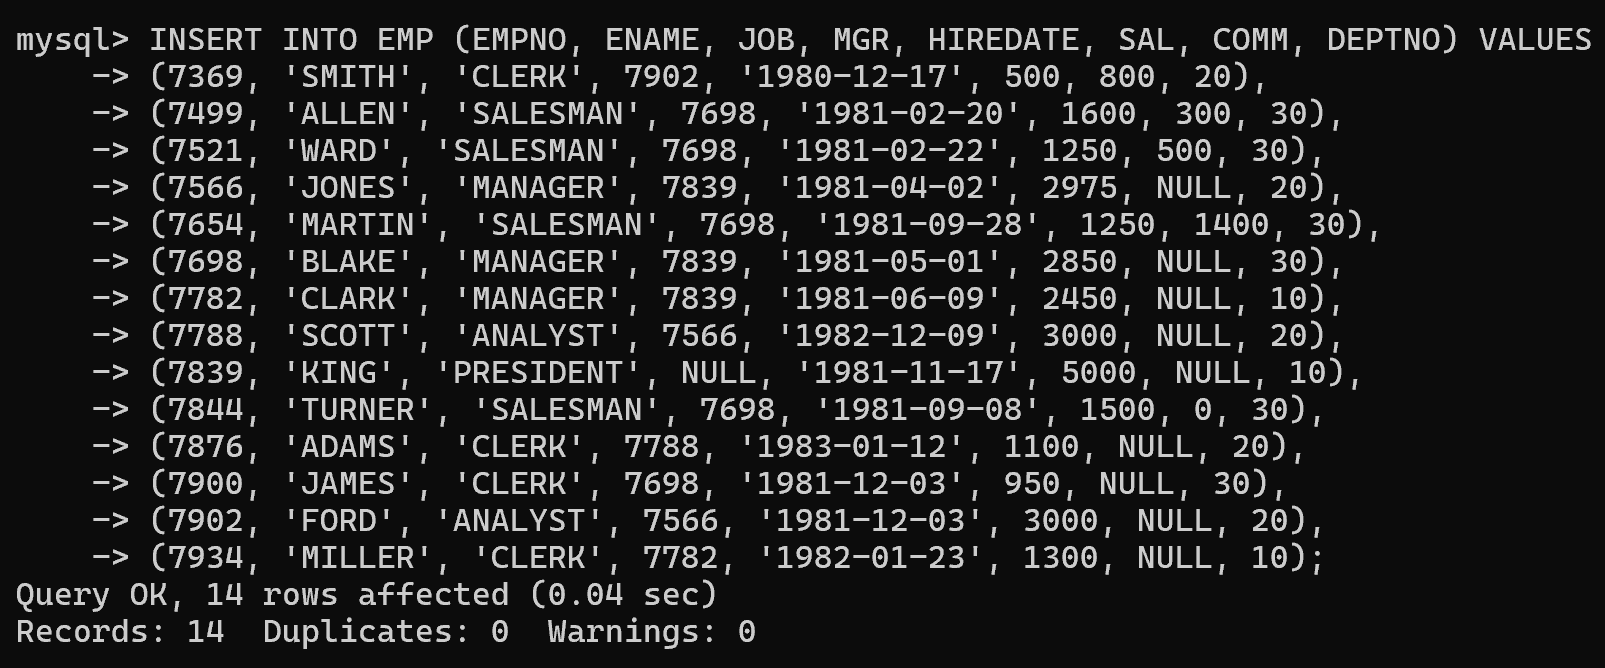 mysql> INSERT INTO EMP (EMPNO, ENAME, JOB, MGR, HIREDATE, SAL, COMM, DEPTNO) VALUES
    -> (7369, 'SMITH', 'CLERK', 7902, '1980-12-17', 500, 800, 20),
    -> (7499, 'ALLEN', 'SALESMAN', 7698, '1981-02-20', 1600, 300, 30),
    -> (7521, 'WARD', 'SALESMAN', 7698, '1981-02-22', 1250, 500, 30),
    -> (7566, 'JONES', 'MANAGER', 7839, '1981-04-02', 2975, NULL, 20),
    -> (7654, 'MARTIN', 'SALESMAN', 7698, '1981-09-28', 1250, 1400, 30),
    -> (7698, 'BLAKE', 'MANAGER', 7839, '1981-05-01', 2850, NULL, 30),
    -> (7782, 'CLARK', 'MANAGER', 7839, '1981-06-09', 2450, NULL, 10),
    -> (7788, 'SCOTT', 'ANALYST', 7566, '1982-12-09', 3000, NULL, 20),
    -> (7839, 'KING', 'PRESIDENT', NULL, '1981-11-17', 5000, NULL, 10),
    -> (7844, 'TURNER', 'SALESMAN', 7698, '1981-09-08', 1500, 0, 30),
    -> (7876, 'ADAMS', 'CLERK', 7788, '1983-01-12', 1100, NULL, 20),
    -> (7900, 'JAMES', 'CLERK', 7698, '1981-12-03', 950, NULL, 30),
    -> (7902, 'FORD', 'ANALYST', 7566, '1981-12-03', 3000, NULL, 20),
    -> (7934, 'MILLER', 'CLERK', 7782, '1982-01-23', 1300, NULL, 10);
Query OK, 14 rows affected (0.04 sec)
Records: 14  Duplicates: 0  Warnings: 0